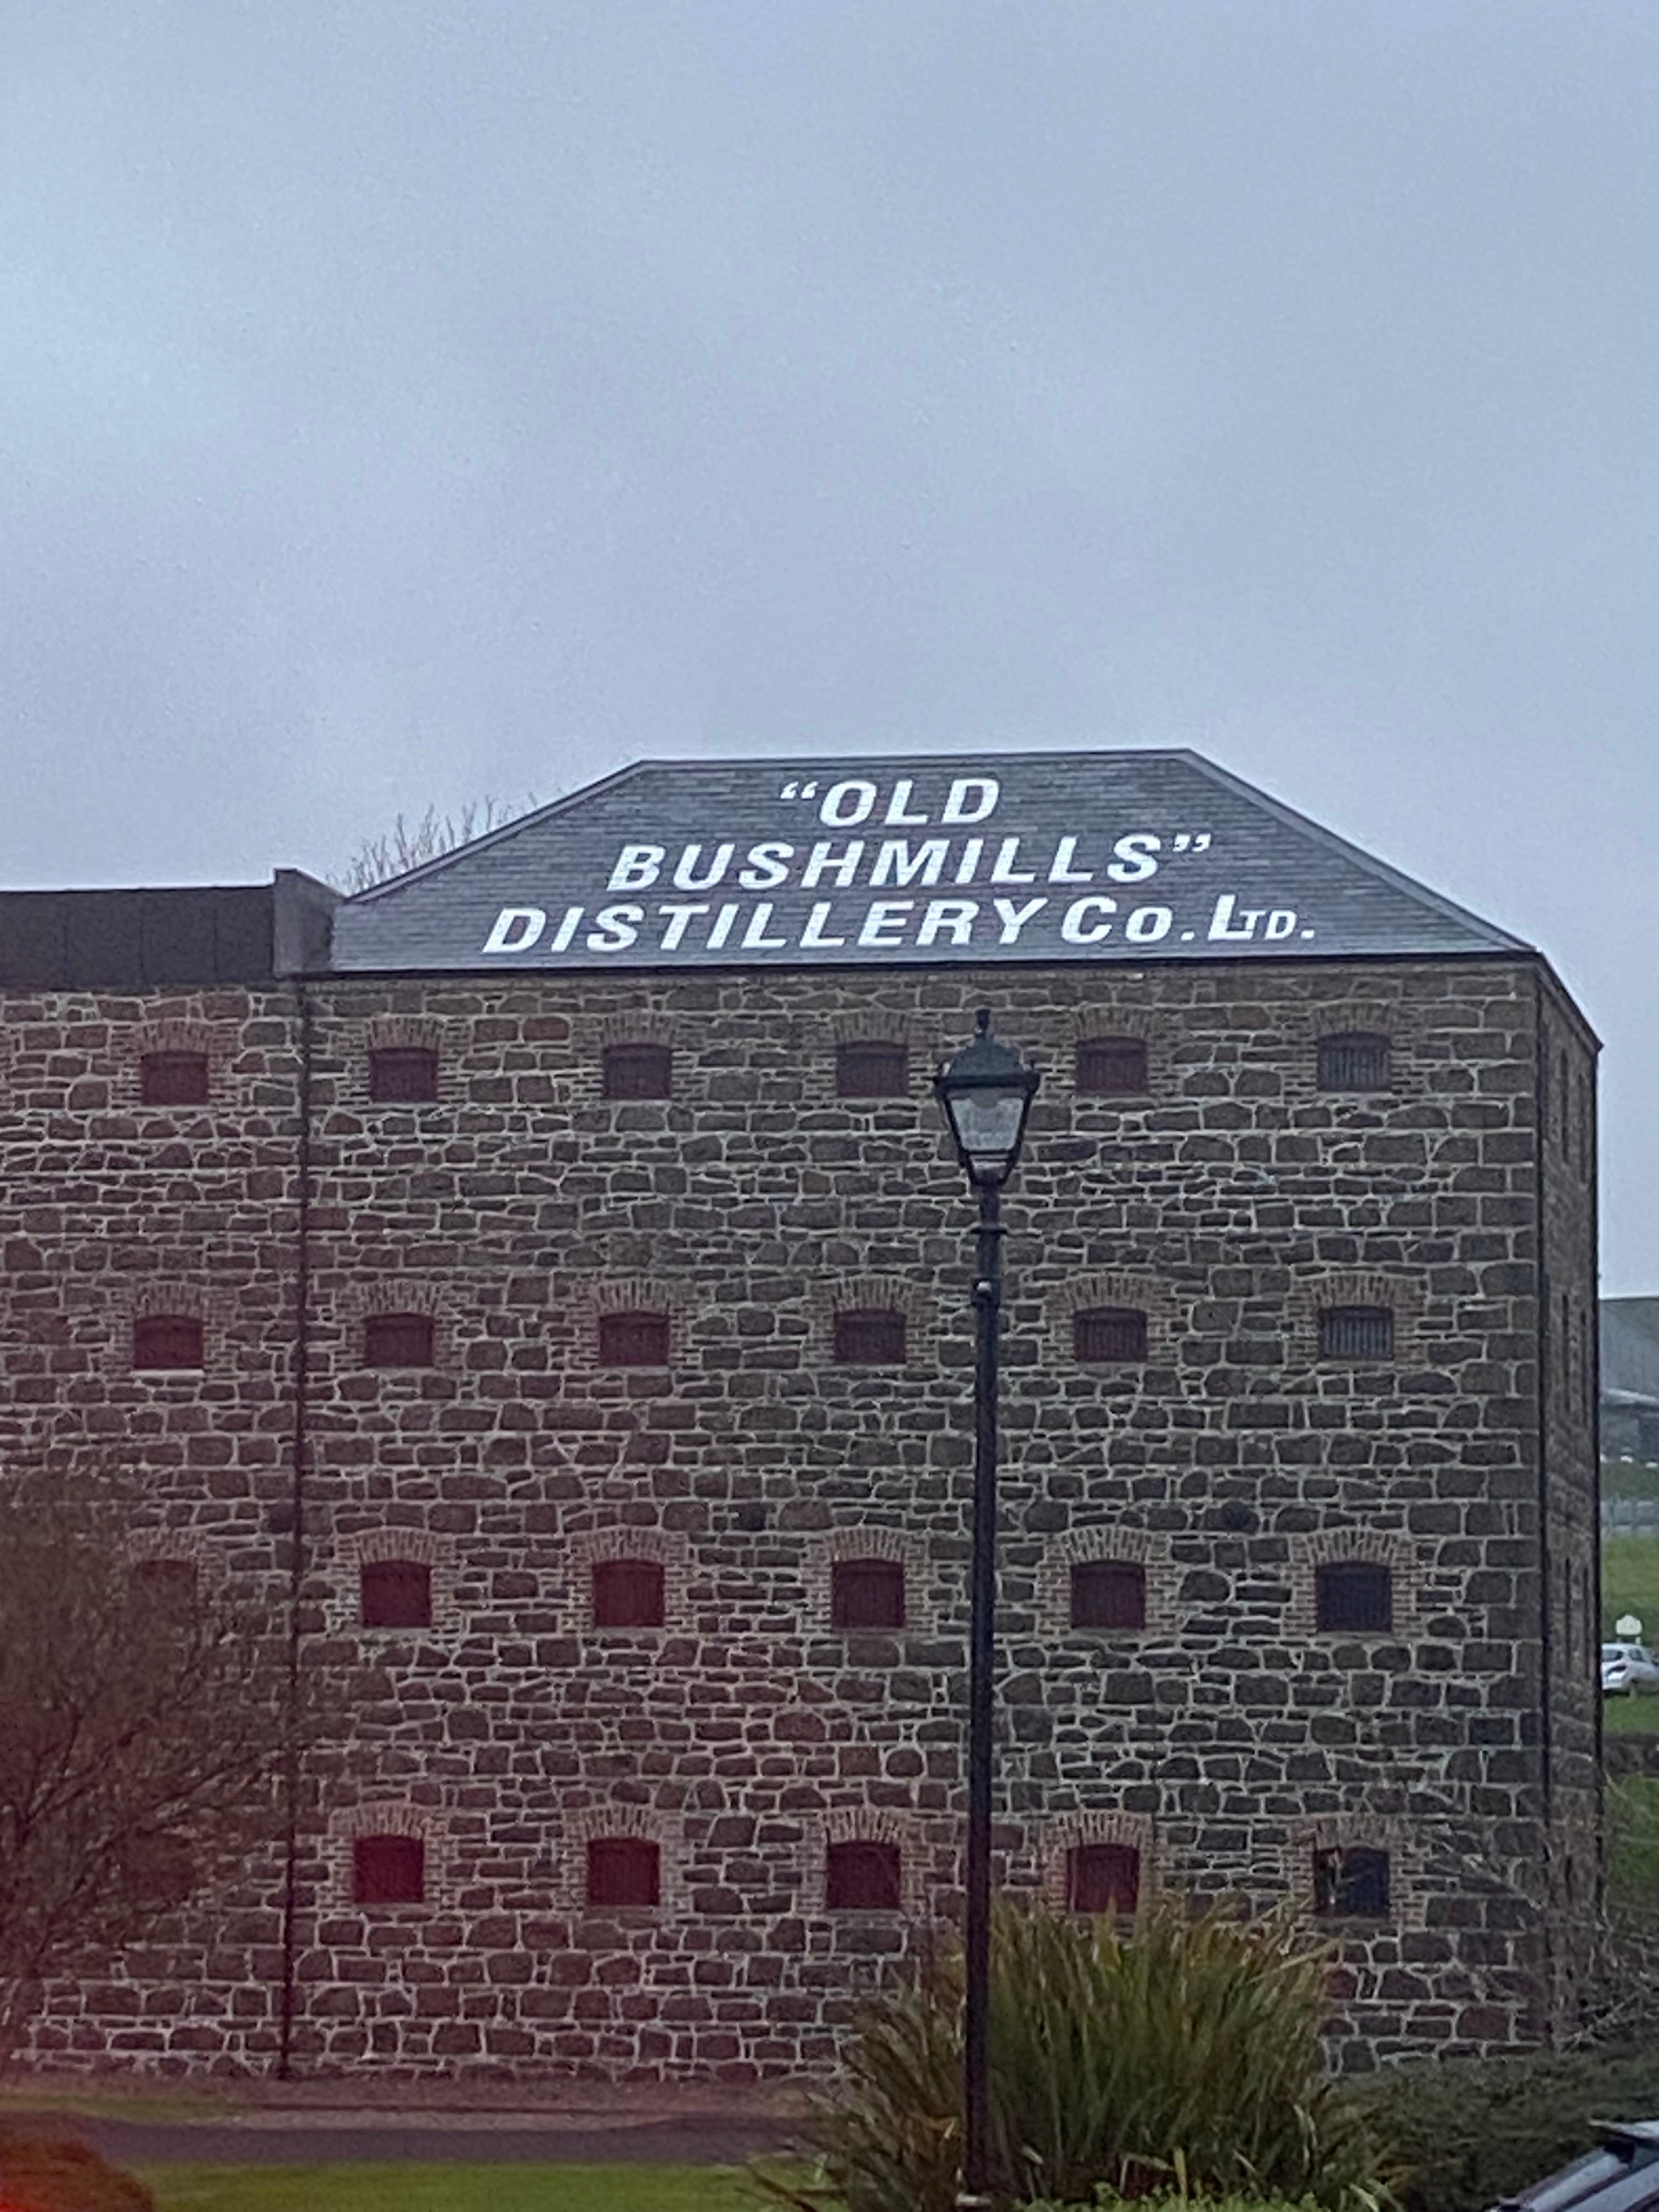 “OLD
BUSHMILLS”
DISTILLERY Co. LTD.